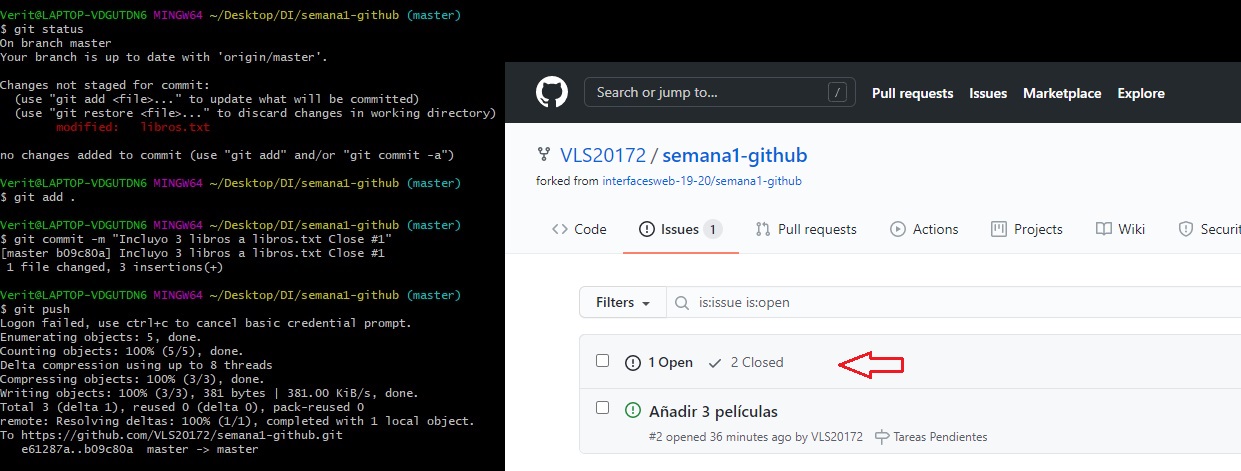 Verit@LAPTOP-VDGUTDN6 MINGW64 ~/Desktop/DI/semana1-github (master)
$ git status
On branch master
Your branch is up to date with 'origin/master'.
Changes not staged for commit:
(use "git add <file>..." to update what will be committed)
(use "git restore <file>..." to discard changes in working directory)
modified: libros.txt
no changes added to commit (use "git add" and/or "git commit -a")
Verit@LAPTOP-VDGUTDN6 MINGW64 ~/Desktop/DI/semana1-github (master)
$ git add .
Verit@LAPTOP-VDGUTDN6 MINGW64 ~/Desktop/DI/semana1-github (master)
$ git commit -m "Incluyo 3 libros a libros.txt Close #1"
[master b09c80a] Incluyo 3 libros a libros.txt Close #1
1 file changed, 3 insertions(+)
Verit@LAPTOP-VDGUTDN6 MINGW64 ~/Desktop/DI/semana1-github (master)
$ git push
Logon failed, use ctrl+c to cancel basic credential prompt.
Enumerating objects: 5, done.
Counting objects: 100% (5/5), done.
Delta compression using up to 8 threads
Compressing objects: 100% (3/3), done.
Writing objects: 100% (3/3), 381 bytes | 381.00 KiB/s, done.
Total 3 (delta 1), reused 0 (delta 0), pack-reused 0
remote: Resolving deltas: 100% (1/1), completed with 1 local object.
To https://github.com/VLS20172/semana1-github.git
e61287a..b09c80a master -> master
Search or jump to... /
Pull requests Issues Marketplace Explore
VLS20172 / semana1-github
forked from interfacesweb-19-20/semana1-github
<> Code Issues 1 Pull requests Actions Projects Wiki Securit
Filters is:issue is:open
1 Open 2 Closed
Añadir 3 películas
#2 opened 36 minutes ago by VLS20172 Tareas Pendientes